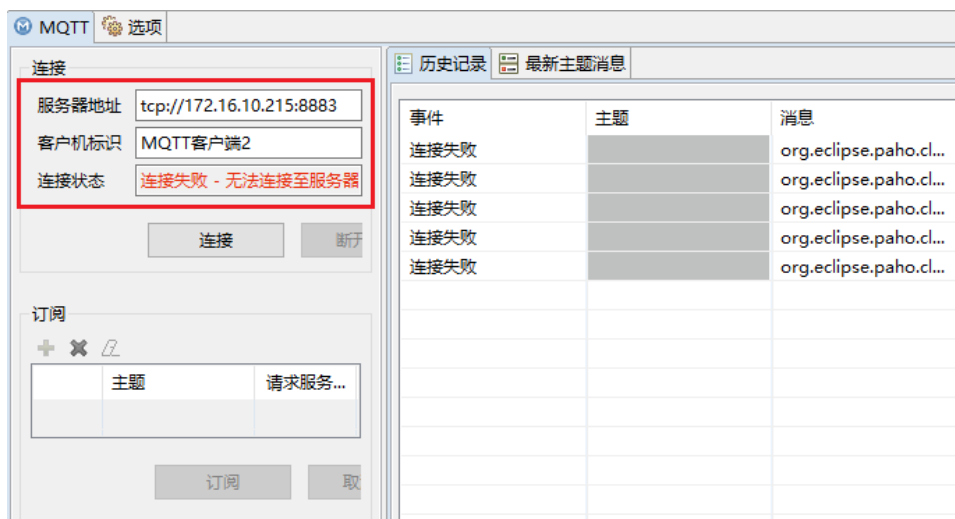 MQTT 选项
连接
服务器地址 tcp://172.16.10.215:8883
客户机标识 MQTT客户端2
连接状态 连接失败 - 无法连接至服务器
连接 断开
订阅
主题 请求服务...
订阅 取
历史记录 最新主题消息
事件 主题 消息
连接失败 org.eclipse.paho.cl...
连接失败 org.eclipse.paho.cl...
连接失败 org.eclipse.paho.cl...
连接失败 org.eclipse.paho.cl...
连接失败 org.eclipse.paho.cl...